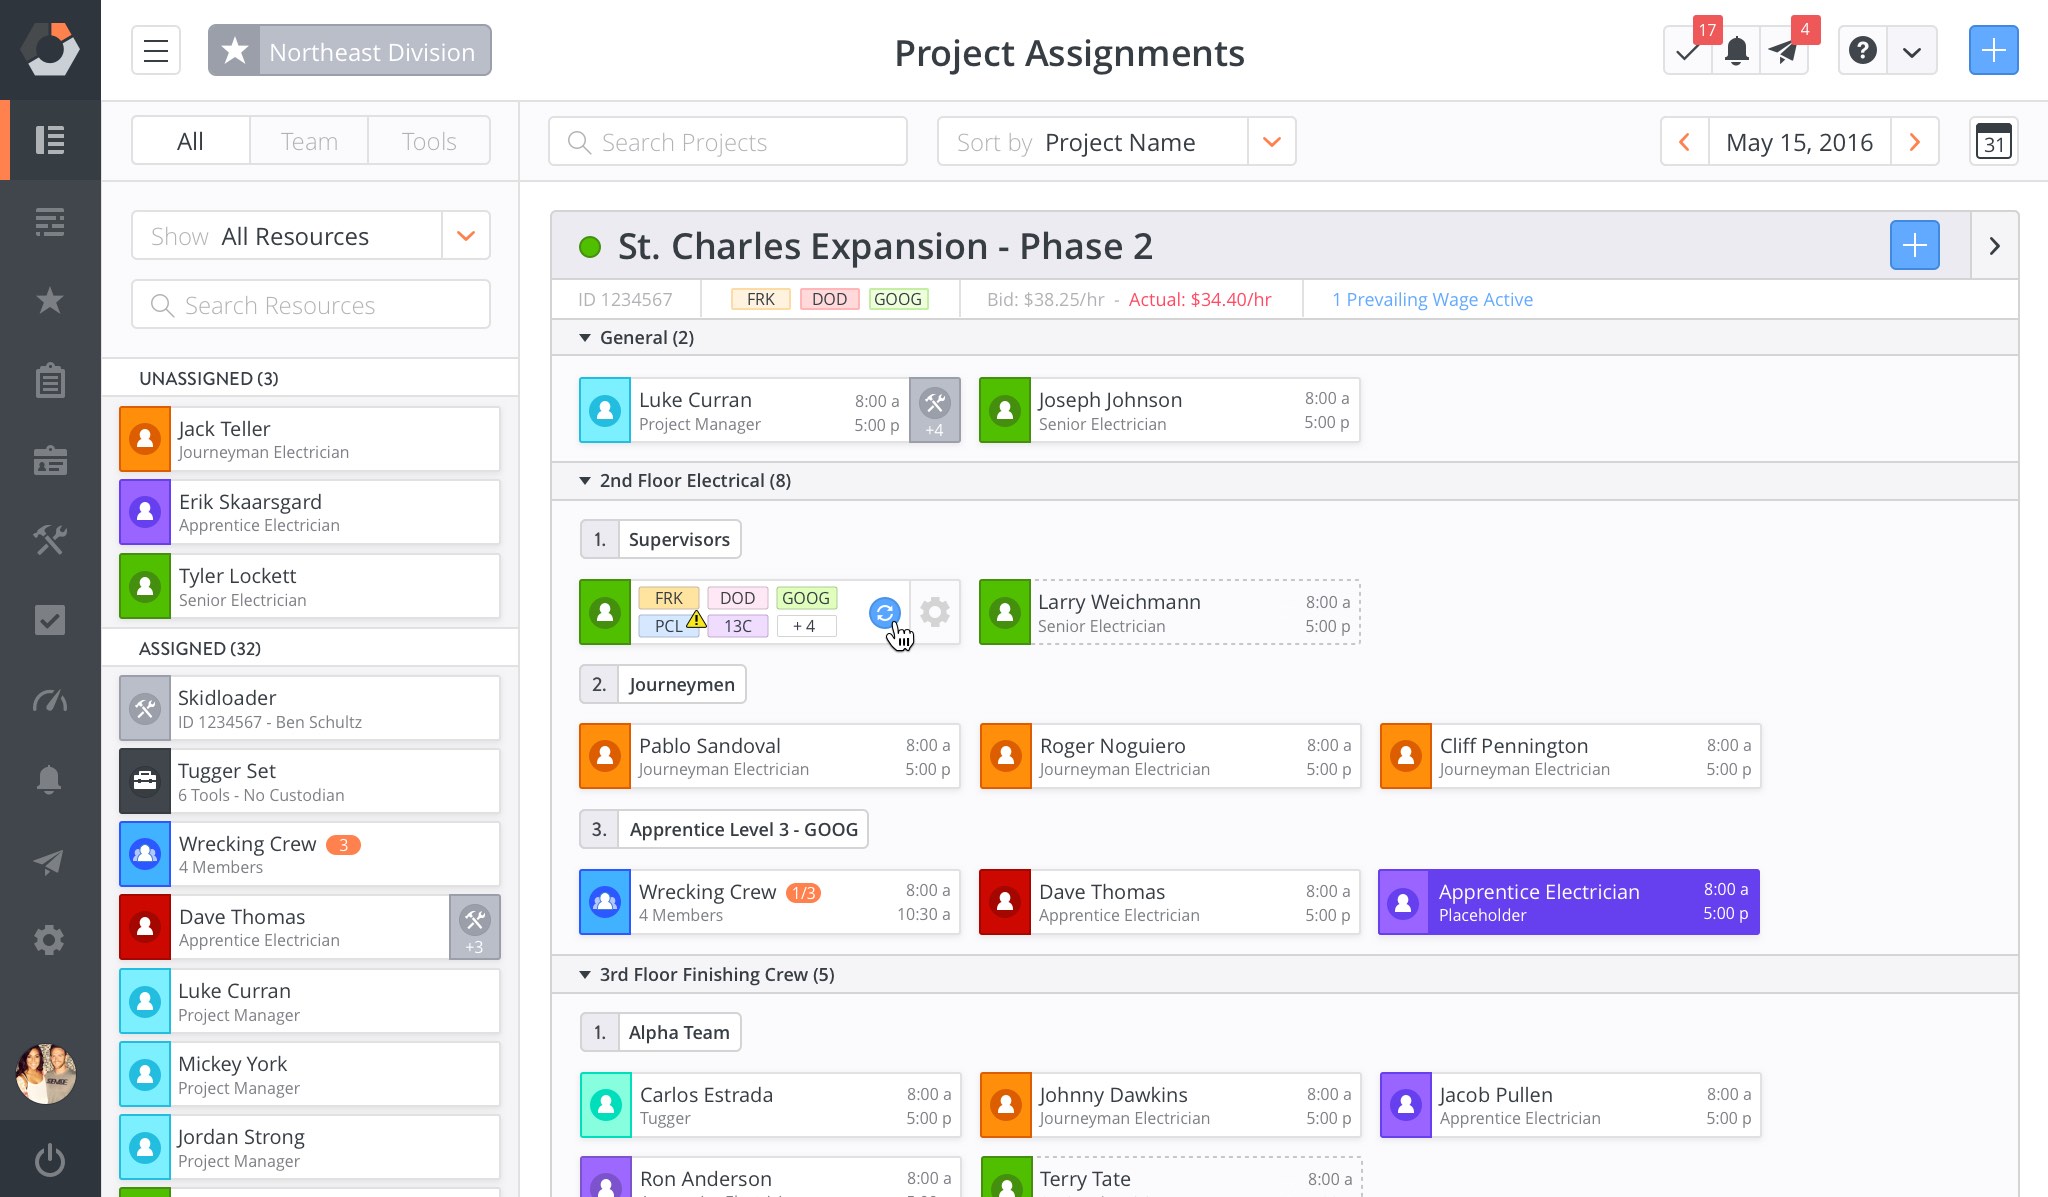 Northeast Division
Project Assignments
17
4
All
Team
Tools
Search Projects
Sort by Project Name
May 15, 2016
31
Show All Resources
Search Resources
UNASSIGNED (3)
Jack Teller
Journeyman Electrician
Erik Skaarsgard
Apprentice Electrician
Tyler Lockett
Senior Electrician
ASSIGNED (32)
Skidloader
ID 1234567 - Ben Schultz
Tugger Set
6 Tools - No Custodian
Wrecking Crew 3
4 Members
Dave Thomas
Apprentice Electrician
+3
Luke Curran
Project Manager
Mickey York
Project Manager
Jordan Strong
Project Manager
St. Charles Expansion - Phase 2
ID 1234567
FRK DOD GOOG
Bid: $38.25/hr - Actual: $34.40/hr
1 Prevailing Wage Active
General (2)
Luke Curran 8:00 a
Project Manager 5:00 p
+4
Joseph Johnson 8:00 a
Senior Electrician 5:00 p
2nd Floor Electrical (8)
1. Supervisors
FRK DOD GOOG
PCL 13C + 4
Larry Weichmann 8:00 a
Senior Electrician 5:00 p
2. Journeymen
Pablo Sandoval 8:00 a
Journeyman Electrician 5:00 p
Roger Noguiero 8:00 a
Journeyman Electrician 5:00 p
Cliff Pennington 8:00 a
Journeyman Electrician 5:00 p
3. Apprentice Level 3 - GOOG
Wrecking Crew 1/3 8:00 a
4 Members 10:30 a
Dave Thomas 8:00 a
Apprentice Electrician 5:00 p
Apprentice Electrician 8:00 a
Placeholder 5:00 p
3rd Floor Finishing Crew (5)
1. Alpha Team
Carlos Estrada 8:00 a
Tugger 5:00 p
Johnny Dawkins 8:00 a
Journeyman Electrician 5:00 p
Jacob Pullen 8:00 a
Apprentice Electrician 5:00 p
Ron Anderson 8:00 a
Terry Tate 8:00 a